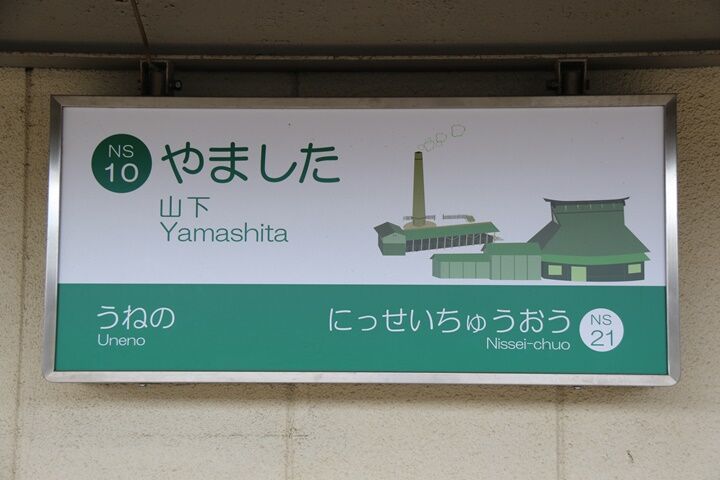 NS
10
やました
山下
Yamashita
うねの
Uneno
にっせいちゅうおう
Nissei-chuo
NS
21